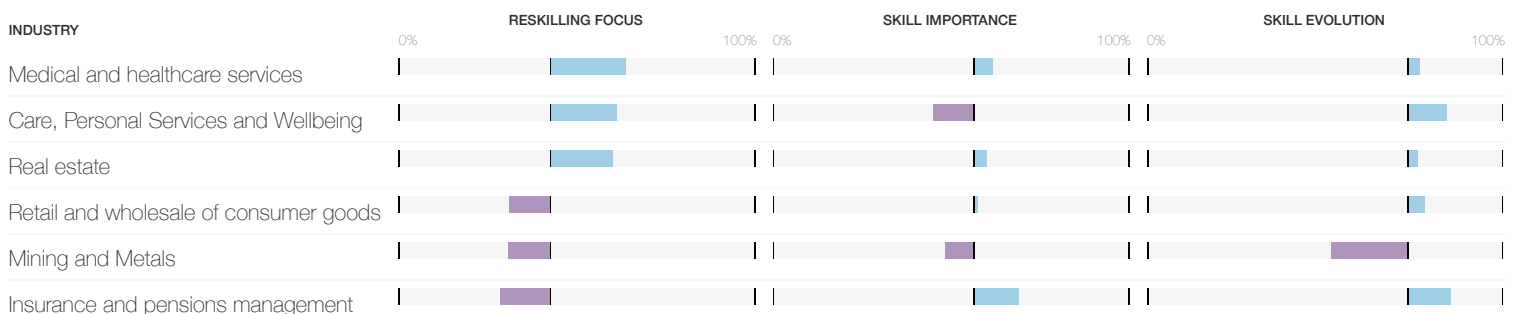 INDUSTRY
RESKILLING FOCUS
SKILL IMPORTANCE
SKILL EVOLUTION
0% 100% 0% 100% 0% 100%
Medical and healthcare services
Care, Personal Services and Wellbeing
Real estate
Retail and wholesale of consumer goods
Mining and Metals
Insurance and pensions management